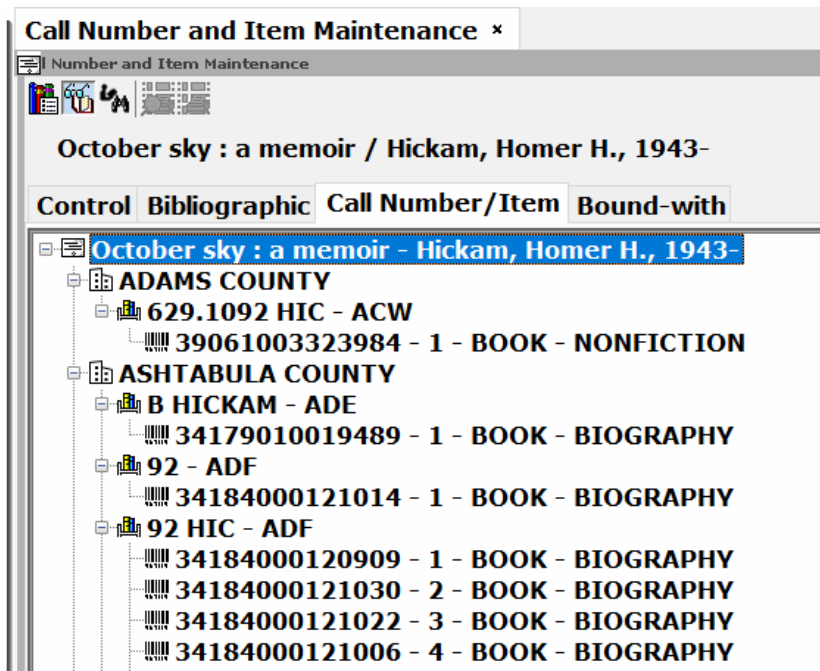 Call Number and Item Maintenance ×
l Number and Item Maintenance
October sky : a memoir / Hickam, Homer H., 1943-
Control Bibliographic Call Number/Item Bound-with
October sky : a memoir - Hickam, Homer H., 1943-
ADAMS COUNTY
629.1092 HIC - ACW
39061003323984 - 1 - BOOK - NONFICTION
ASHTABULA COUNTY
B HICKAM - ADE
34179010019489 - 1 - BOOK - BIOGRAPHY
92 - ADF
34184000121014 - 1 - BOOK - BIOGRAPHY
92 HIC - ADF
34184000120909 - 1 - BOOK - BIOGRAPHY
34184000121030 - 2 - BOOK - BIOGRAPHY
34184000121022 - 3 - BOOK - BIOGRAPHY
34184000121006 - 4 - BOOK - BIOGRAPHY